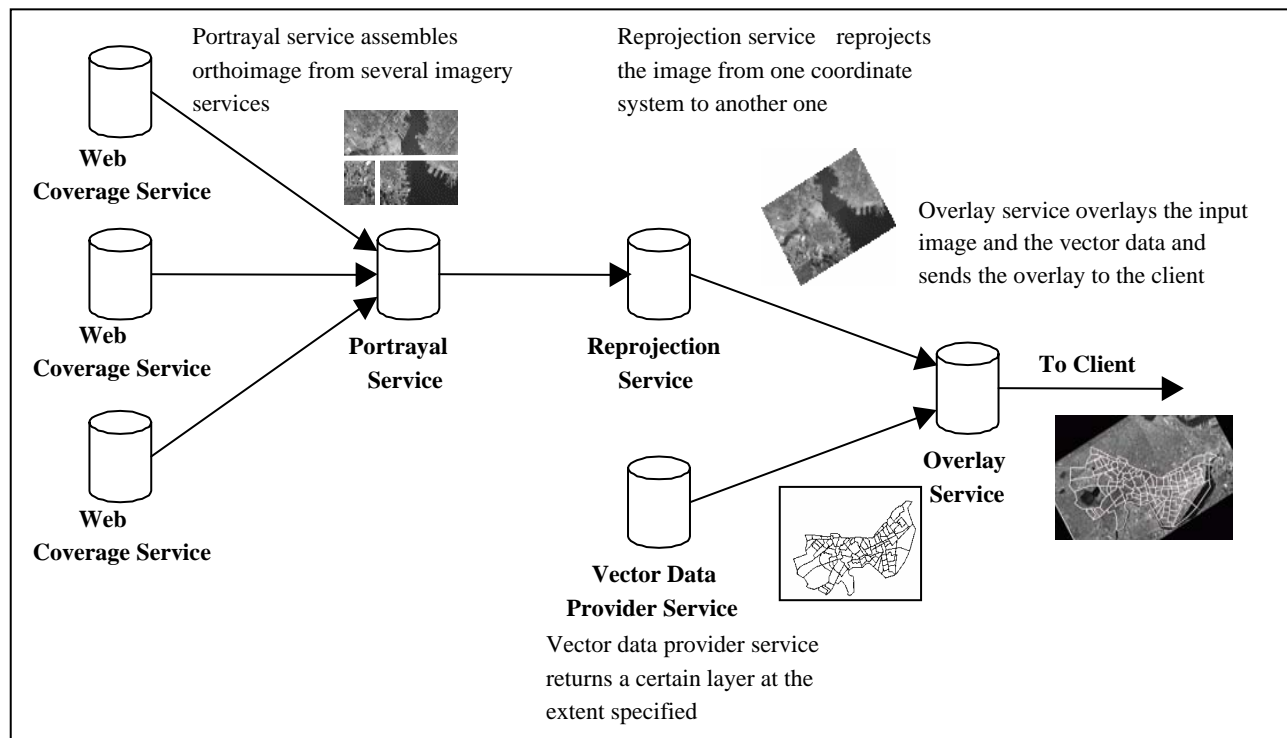 Portrayal service assembles
orthoimage from several imagery
services
Reprojection service reprojects
the image from one coordinate
system to another one
Web
Coverage Service
Overlay service overlays the input
image and the vector data and
sends the overlay to the client
Web
Coverage Service
Portrayal
Service
Reprojection
Service
To Client
Web
Coverage Service
Overlay
Service
Vector Data
Provider Service
Vector data provider service
returns a certain layer at the
extent specified